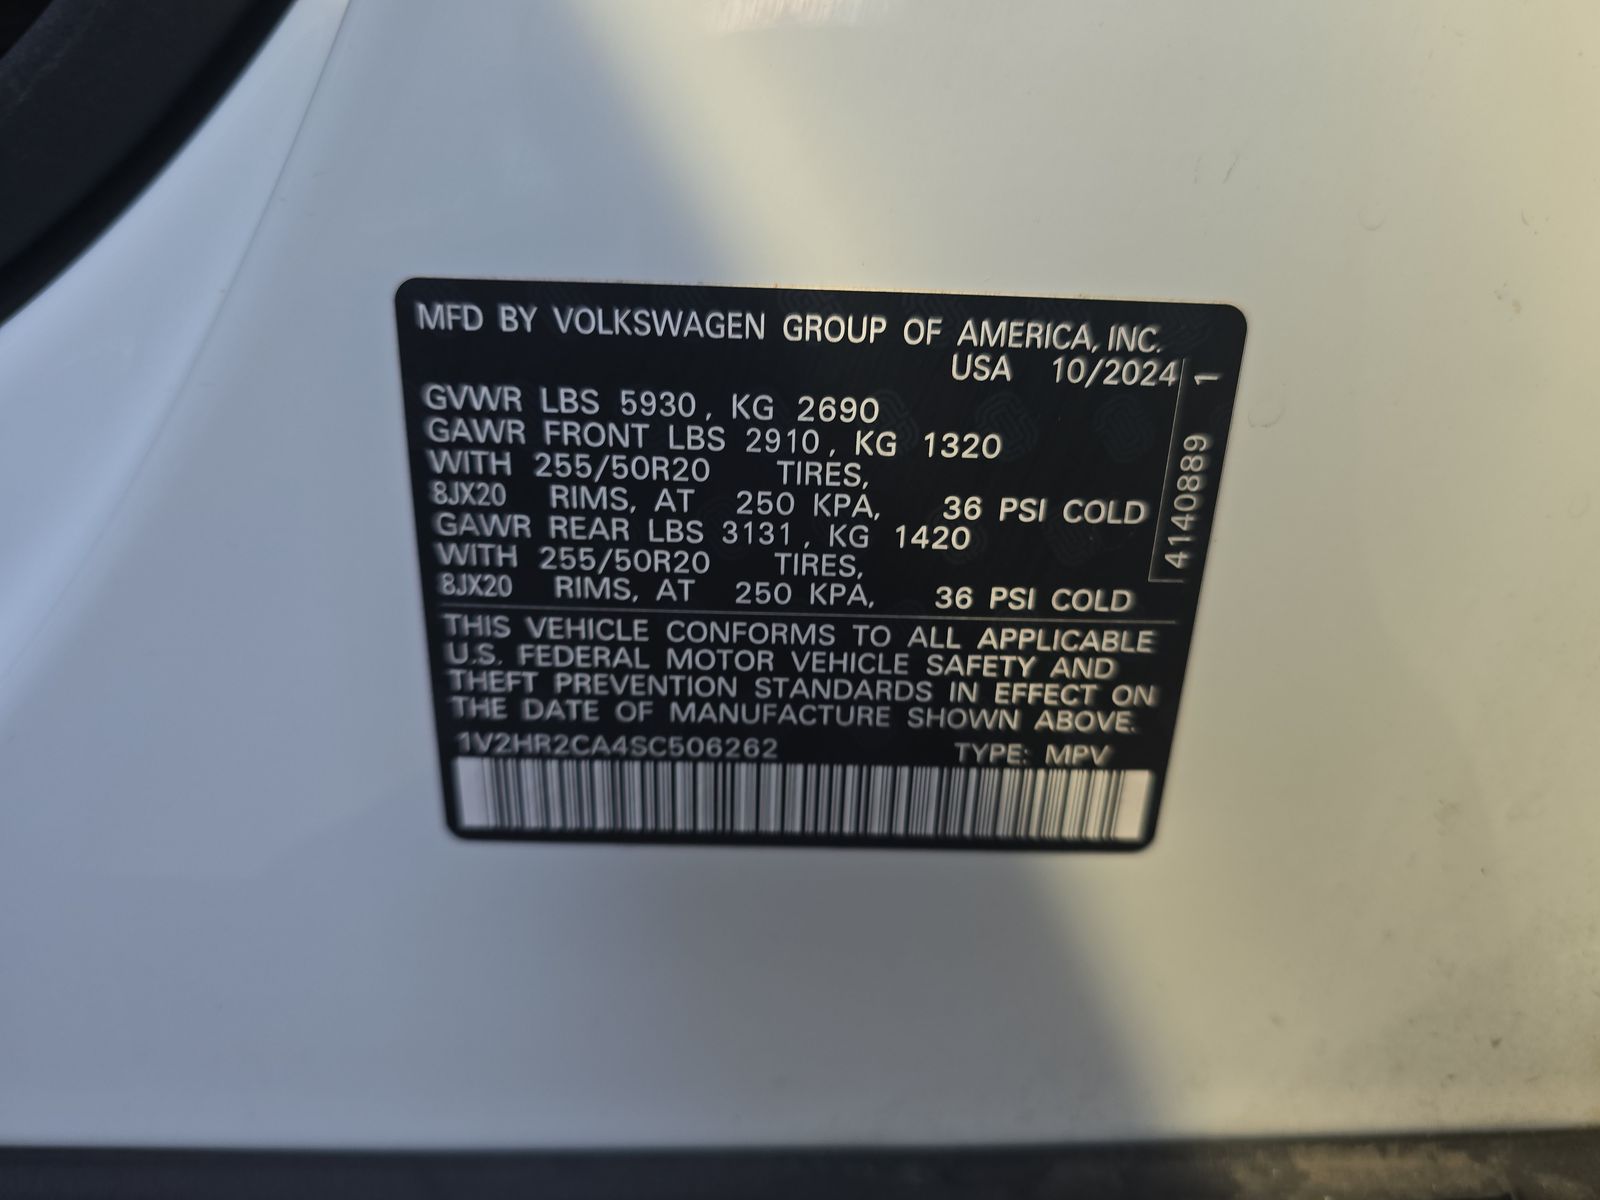 MFD BY VOLKSWAGEN GROUP OF AMERICA, INC.
USA 10/2024
GVWR LBS 5930, KG 2690
GAWR FRONT LBS 2910, KG 1320
WITH 255/50R20 TIRES,
8JX20 RIMS, AT 250 KPA, 36 PSI COLD
GAWR REAR LBS 3131, KG 1420
WITH 255/50R20 TIRES,
8JX20 RIMS, AT 250 KPA, 36 PSI COLD
THIS VEHICLE CONFORMS TO ALL APPLICABLE
U.S. FEDERAL MOTOR VEHICLE SAFETY AND
THEFT PREVENTION STANDARDS IN EFFECT ON
THE DATE OF MANUFACTURE SHOWN ABOVE.
1V2HR2CA4SC506262 TYPE: MPV
4140889 1